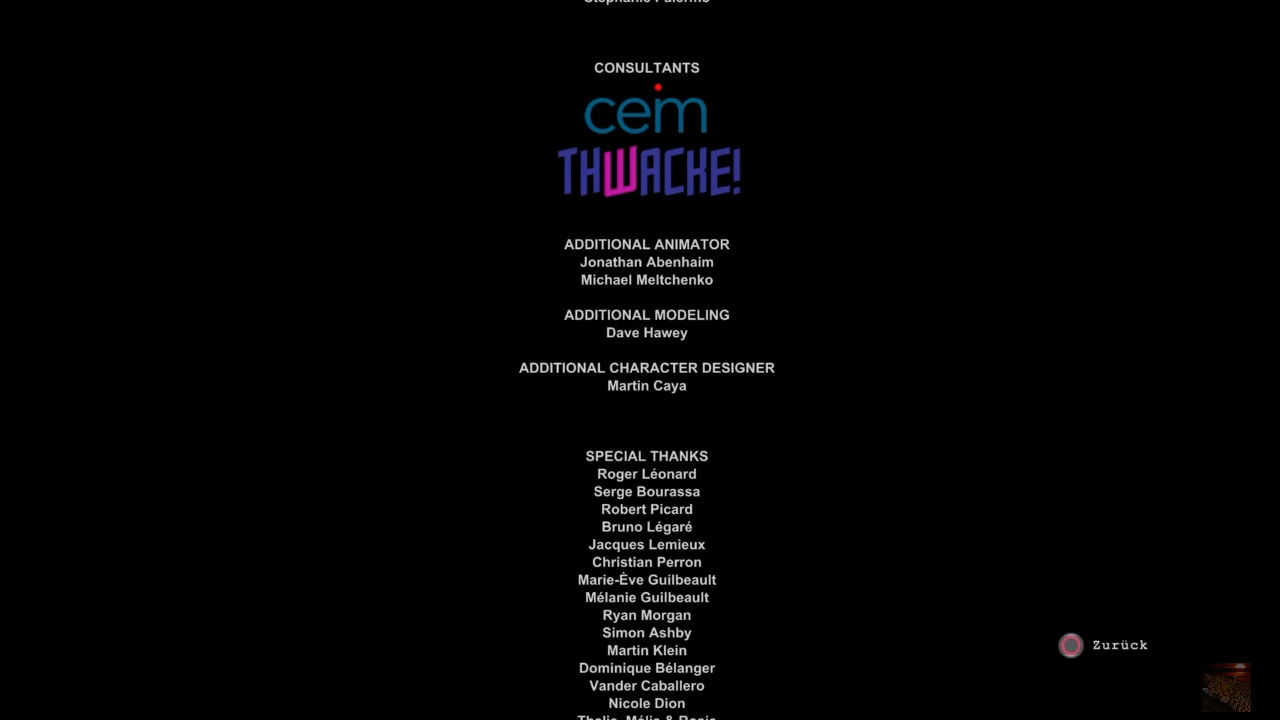 CONSULTANTS
ceim
THWACKE!
ADDITIONAL ANIMATOR
Jonathan Abenhaim
Michael Meltchenko
ADDITIONAL MODELING
Dave Hawey
ADDITIONAL CHARACTER DESIGNER
Martin Caya
SPECIAL THANKS
Roger Léonard
Serge Bourassa
Robert Picard
Bruno Légaré
Jacques Lemieux
Christian Perron
Marie-Ève Guilbeault
Mélanie Guilbeault
Ryan Morgan
Simon Ashby
Martin Klein
Dominique Bélanger
Vander Caballero
Nicole Dion
Zurück